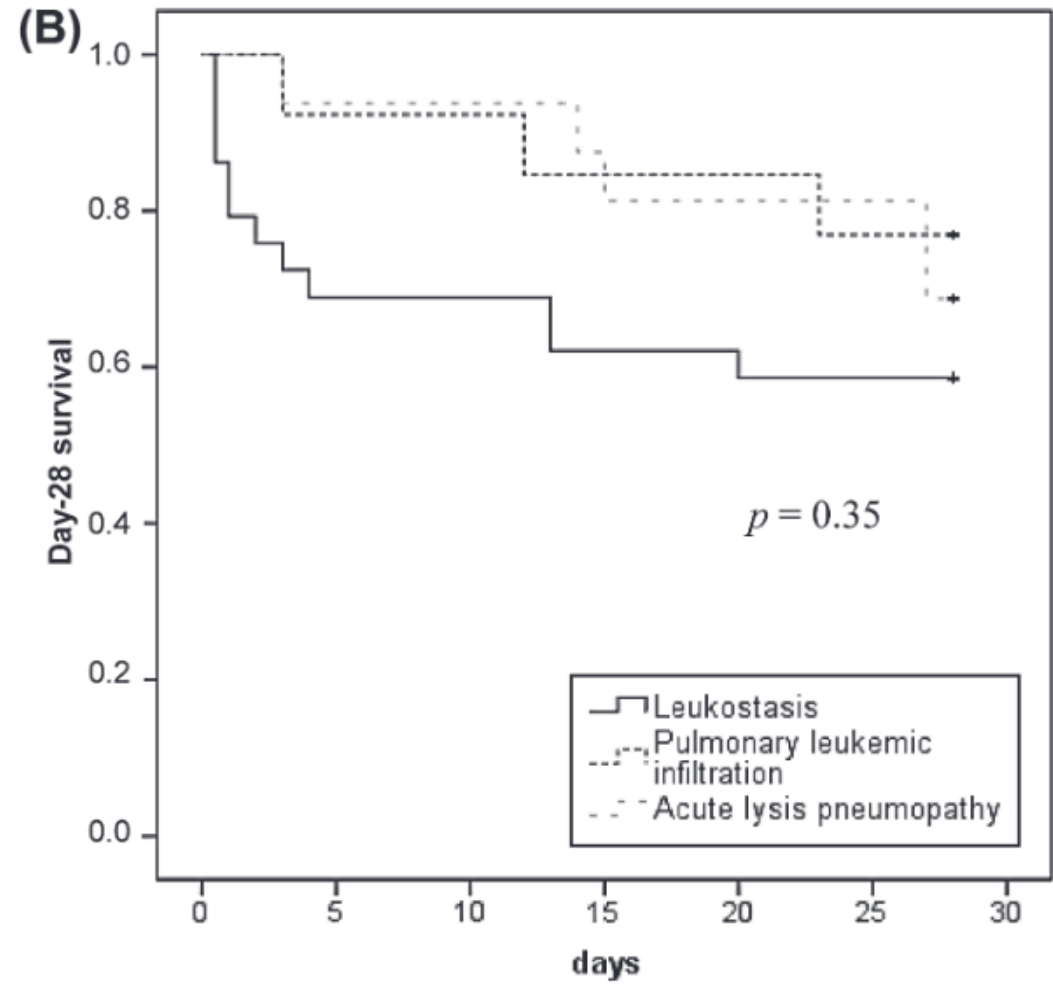 (B)
1.0
0.8
0.6
0.4
0.2
0.0
Day-28 survival
p = 0.35
Leukostasis
Pulmonary leukemic
infiltration
Acute lysis pneumopathy
0 5 10 15 20 25 30
days